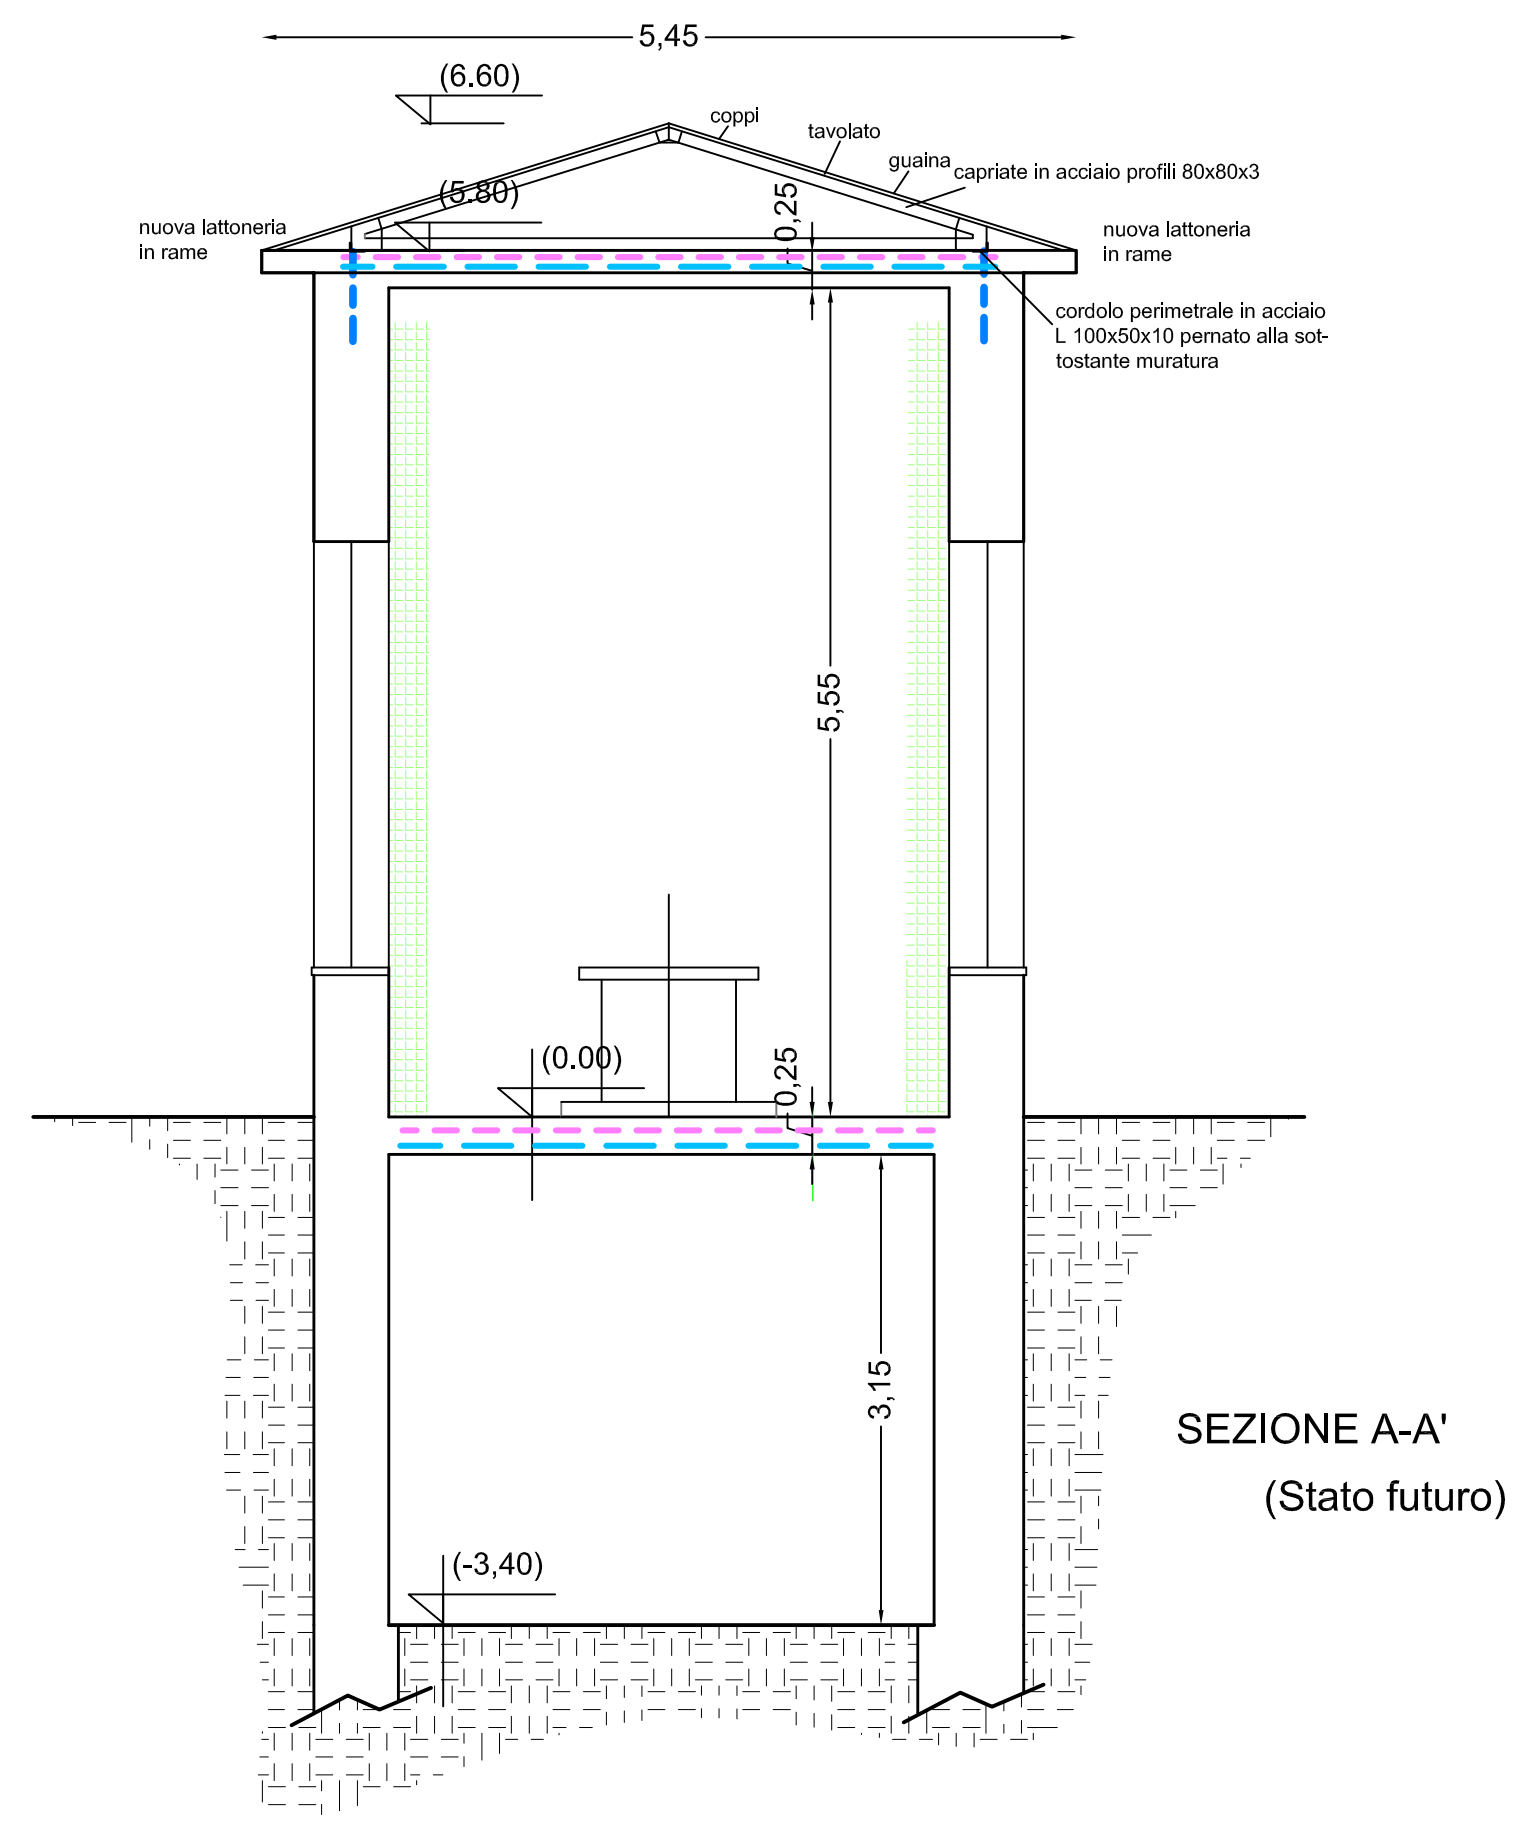 5,45
(6.60)
coppi
tavolato
guaina
capriate in acciaio profili 80x80x3
(5.80)
0,25
nuova lattoneria
in rame
nuova lattoneria
in rame
cordolo perimetrale in acciaio
L 100x50x10 pernato alla sot-
tostante muratura
5,55
(0.00)
0,25
3,15
SEZIONE A-A'
(Stato futuro)
(-3,40)